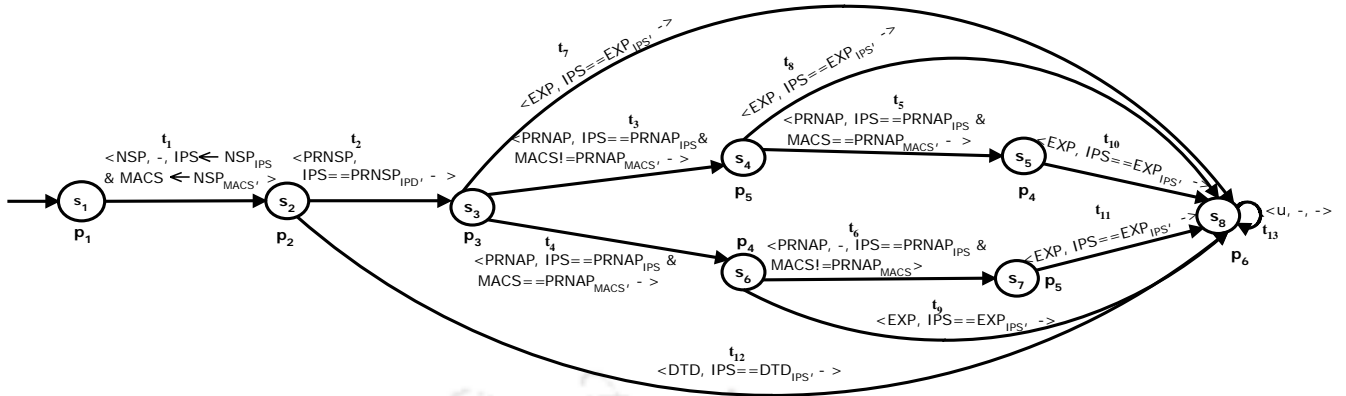 t7
<EXP, IPS==EXPIPS, ->
t8
<EXP, IPS==EXPIPS, ->
t1
<NSP, -, IPS← NSPIPS
& MACS ← NSPMACS, >
t2
<PRNSP,
IPS==PRNSPIPD, - >
t3
<PRNAP, IPS==PRNAPIPS &
MACS!=PRNAPMACS, - >
t5
<PRNAP, IPS==PRNAPIPS &
MACS==PRNAPMACS, - >
t10
<EXP, IPS==EXPIPS, ->
s1
p1
s2
p2
s3
p3
s4
p5
s5
p4
t4
<PRNAP, IPS==PRNAPIPS &
MACS==PRNAPMACS, - >
p4
s6
t6
<PRNAP, -, IPS==PRNAPIPS &
MACS!=PRNAPMACS>
s7
p5
t11
<EXP, IPS==EXPIPS, ->
s8
p6
<u, -, ->
t13
t9
<EXP, IPS==EXPIPS, ->
t12
<DTD, IPS==DTDIPS, - >